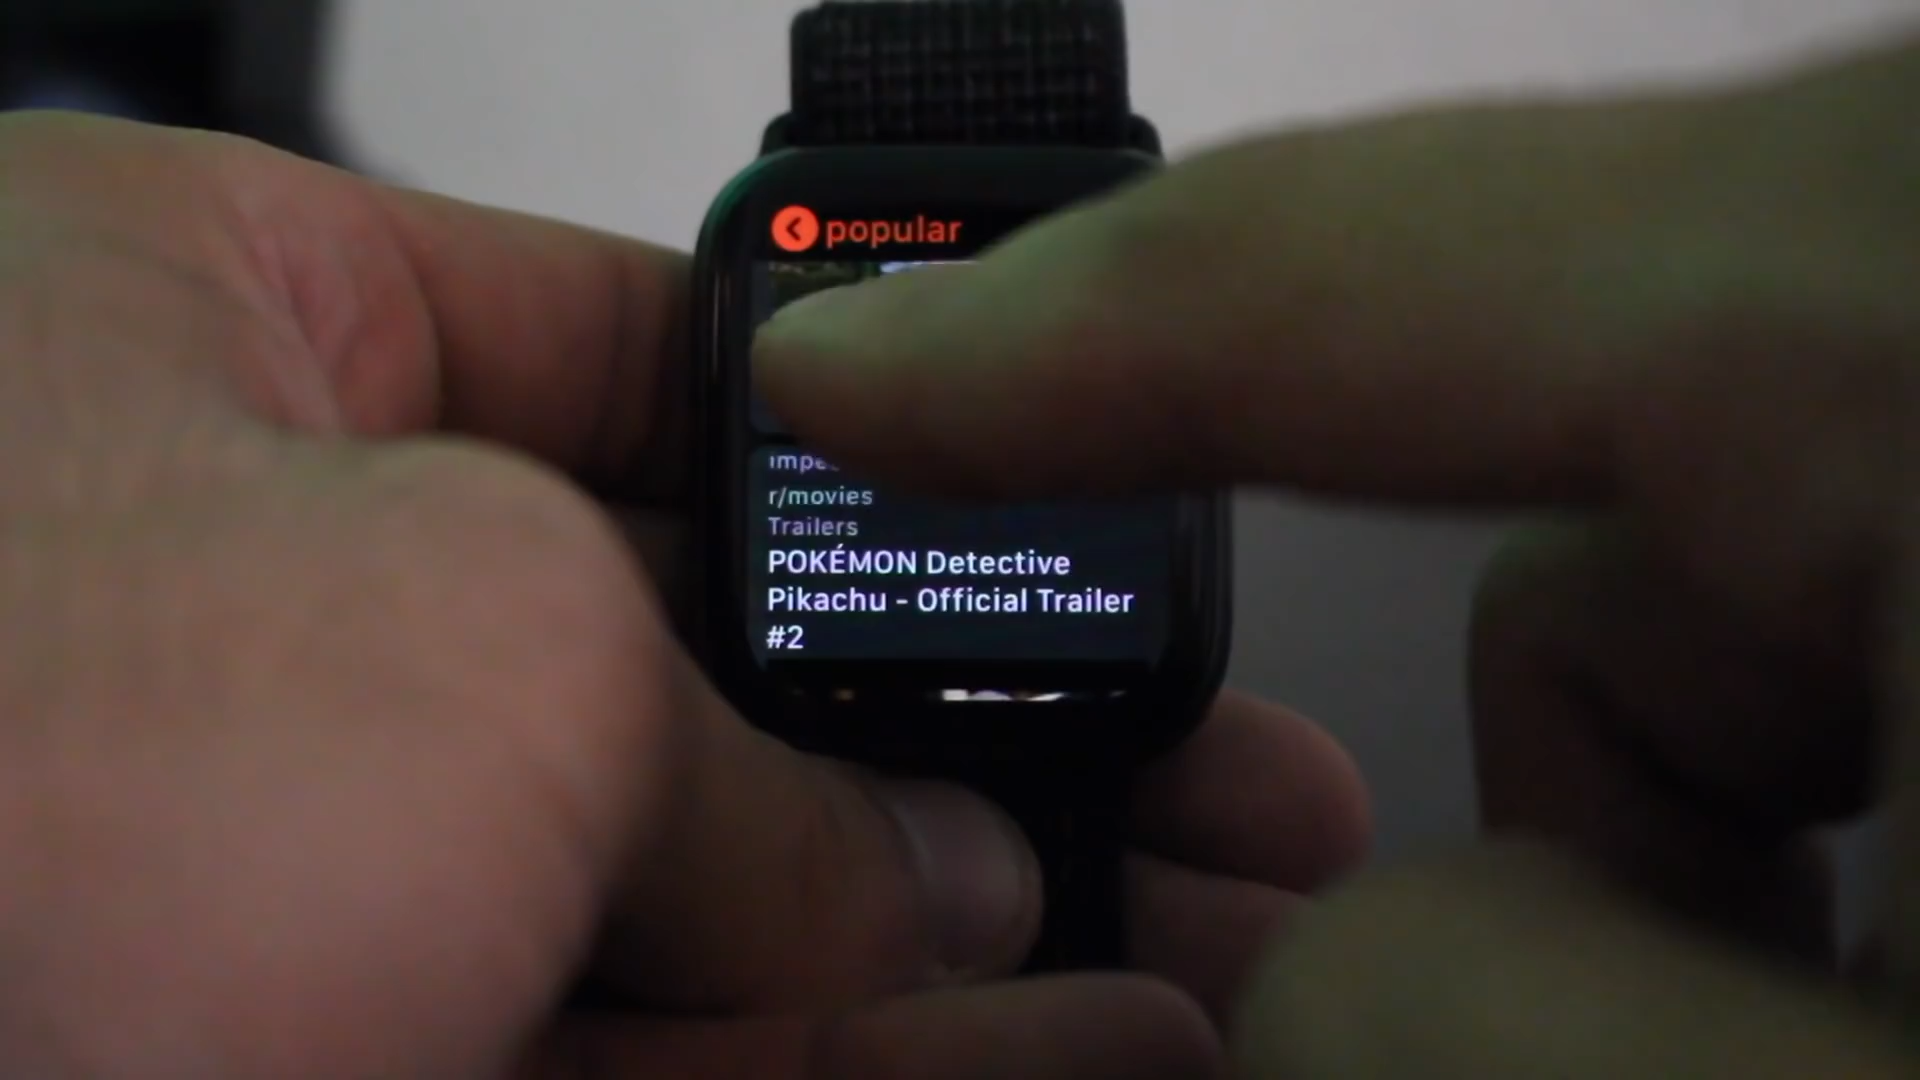 popular
r/movies
Trailers
POKÉMON Detective
Pikachu - Official Trailer
#2